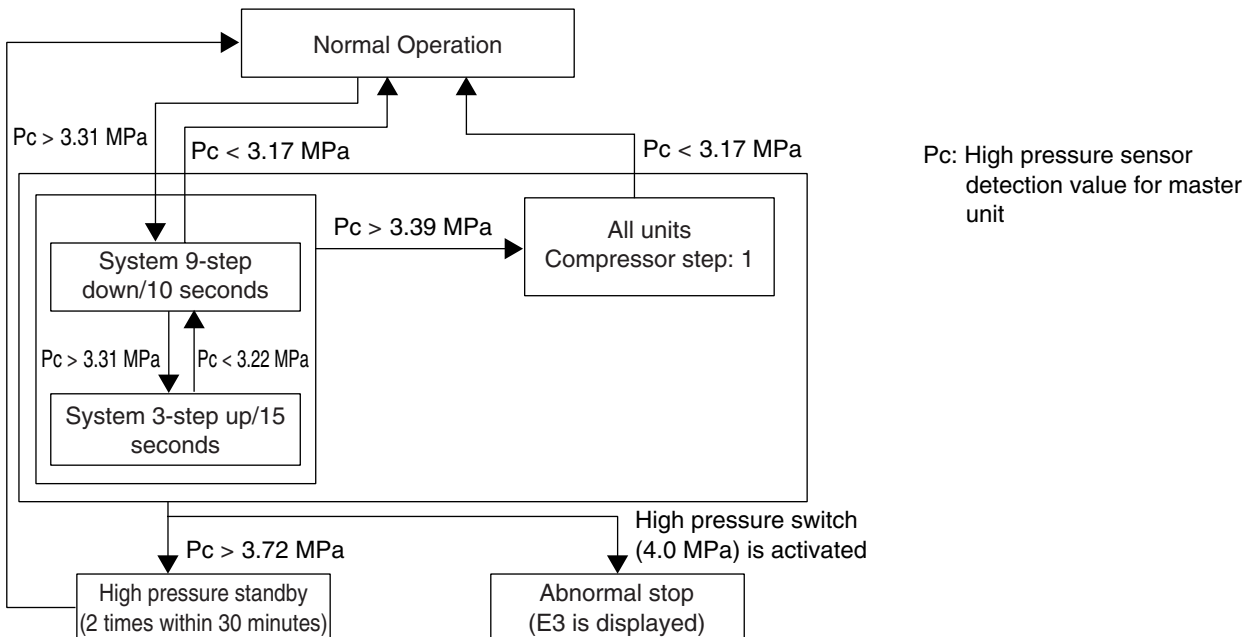 Normal Operation
Pc > 3.31 MPa
Pc < 3.17 MPa
Pc < 3.17 MPa
Pc: High pressure sensor
detection value for master
unit
Pc > 3.39 MPa
All units
Compressor step: 1
System 9-step
down/10 seconds
Pc > 3.31 MPa
Pc < 3.22 MPa
System 3-step up/15
seconds
High pressure switch
(4.0 MPa) is activated
Pc > 3.72 MPa
High pressure standby
(2 times within 30 minutes)
Abnormal stop
(E3 is displayed)